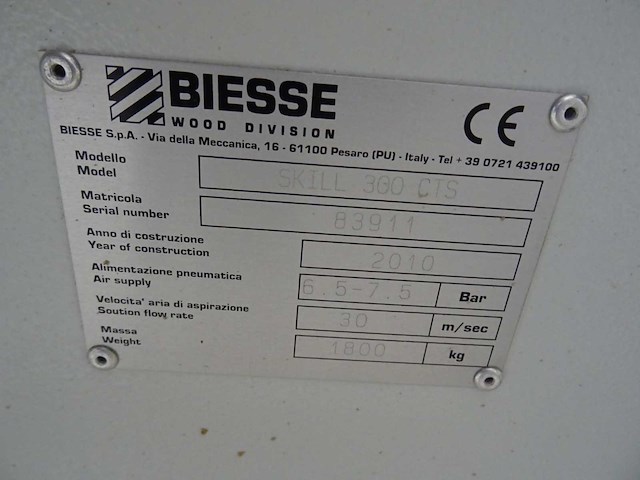 BIESSE
WOOD DIVISION
CE
BIESSE S.p.A. - Via della Meccanica, 16 - 61100 Pesaro (PU) - Italy - Tel + 39 0721 439100
Modello
Model
SKILL 3GO CTS
Matricola
Serial number
83911
Anno di costruzione
Year of construction
2010
Alimentazione pneumatica
Air supply
6.5-7.5 Bar
Velocita' aria di aspirazione
Soution flow rate
30 m/sec
Massa
Weight
1800 kg